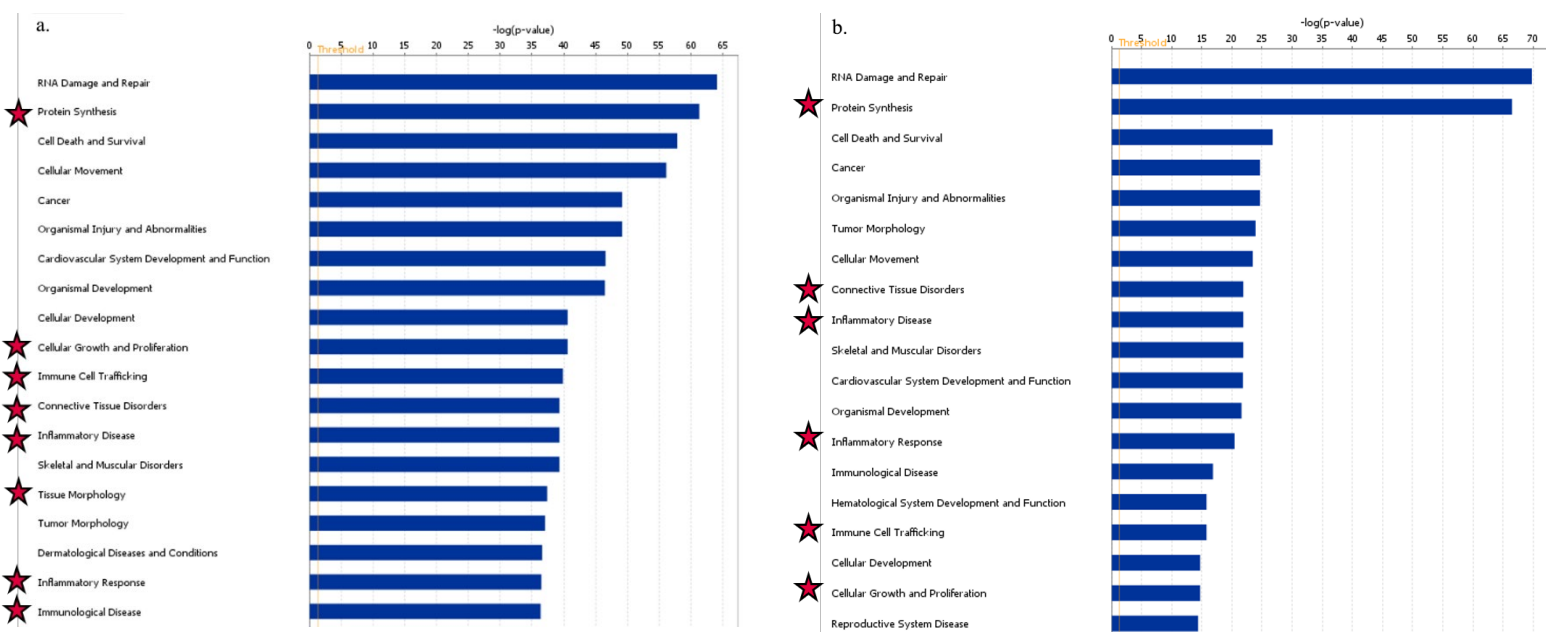 a.
-log(p-value)
0 5 10 15 20 25 30 35 40 45 50 55 60 65
Threshold
RNA Damage and Repair
Protein Synthesis
Cell Death and Survival
Cellular Movement
Cancer
Organismal Injury and Abnormalities
Cardiovascular System Development and Function
Organismal Development
Cellular Development
Cellular Growth and Proliferation
Immune Cell Trafficking
Connective Tissue Disorders
Inflammatory Disease
Skeletal and Muscular Disorders
Tissue Morphology
Tumor Morphology
Dermatological Diseases and Conditions
Inflammatory Response
Immunological Disease
b.
-log(p-value)
0 5 10 15 20 25 30 35 40 45 50 55 60 65 70
Threshold
RNA Damage and Repair
Protein Synthesis
Cell Death and Survival
Cancer
Organismal Injury and Abnormalities
Tumor Morphology
Cellular Movement
Connective Tissue Disorders
Inflammatory Disease
Skeletal and Muscular Disorders
Cardiovascular System Development and Function
Organismal Development
Inflammatory Response
Immunological Disease
Hematological System Development and Function
Immune Cell Trafficking
Cellular Development
Cellular Growth and Proliferation
Reproductive System Disease